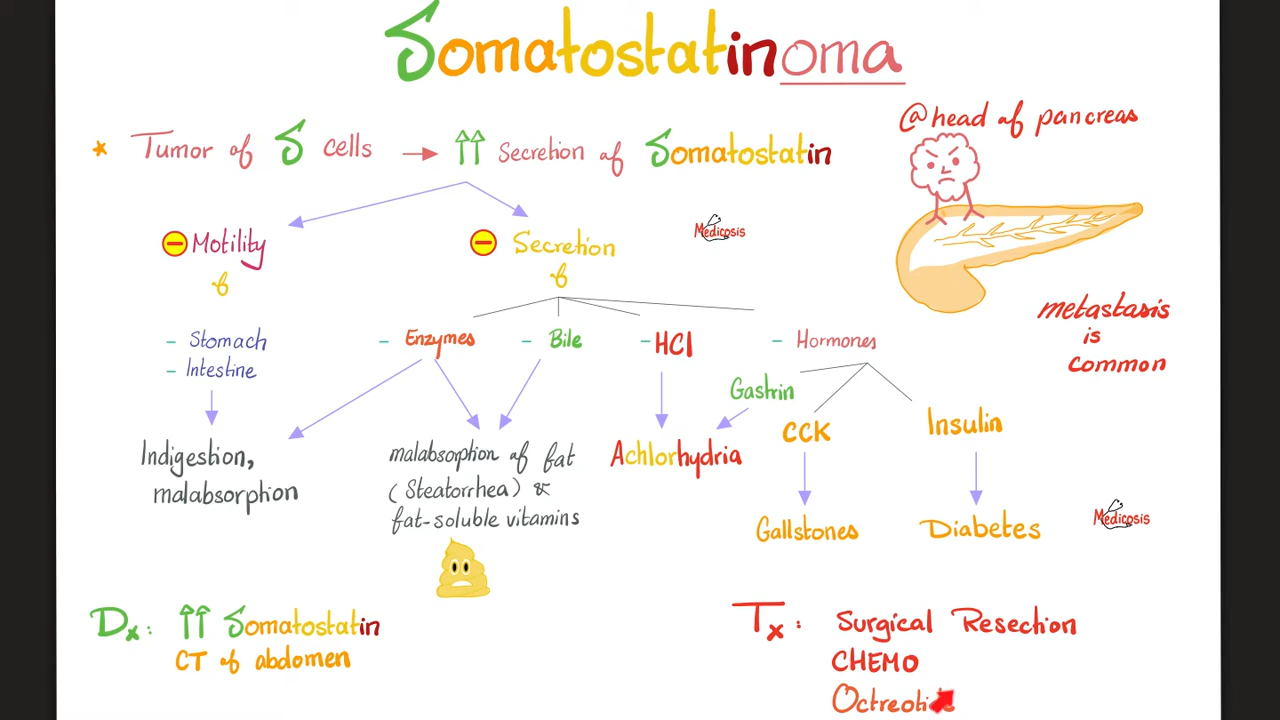 Somatostatinoma
@head of pancreas
★ Tumor of δ cells → ↑↑ Secretion of Somatostatin
Medicosis
⊖ Motility
of
- Stomach
- Intestine
Indigestion,
malabsorption
⊖ Secretion
of
- Enzymes - Bile - HCl - Hormones
malabsorption of fat
(Steatorrhea) &
fat-soluble vitamins
Achlorhydria
Gastrin
CCK
Insulin
Gallstones
Diabetes
metastasis
is
common
Medicosis
Dx: ↑↑ Somatostatin
CT of abdomen
Tx: Surgical Resection
CHEMO